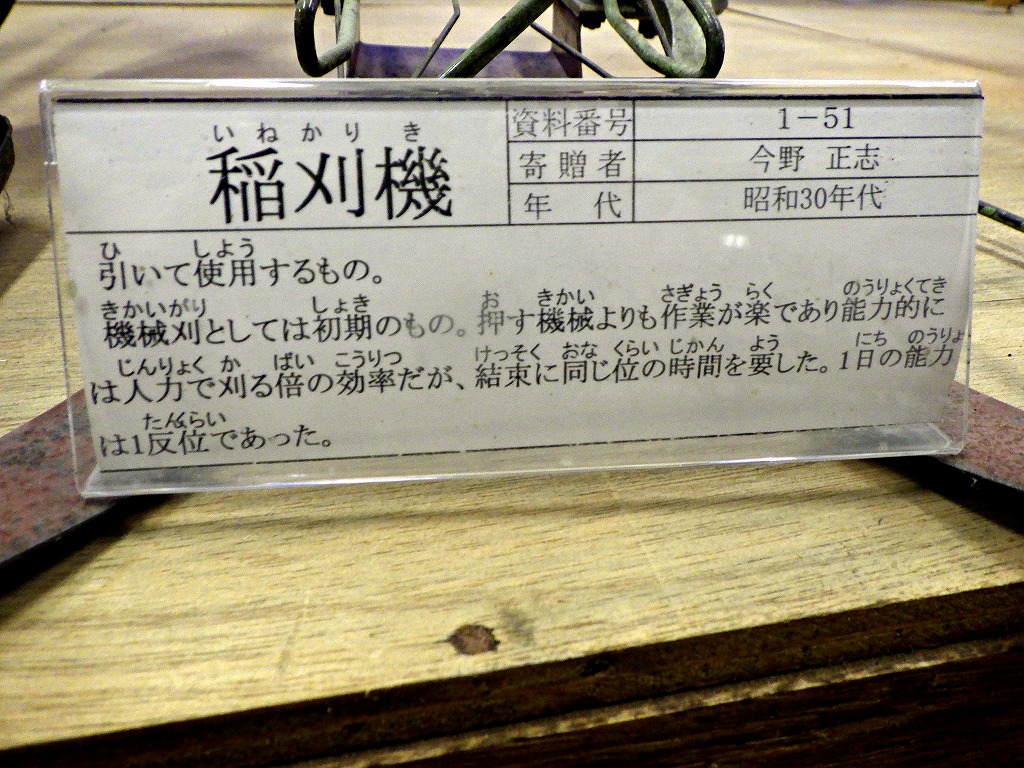 いねかりき
稲刈機
資料番号 1−51
寄贈者 今野 正志
年代 昭和30年代
ひ しよう
引いて使用するもの。
きかいがり しょき お きかい さぎょう らく のうりょくてき
機械刈としては初期のもの。押す機械よりも作業が楽であり能力的に
じんりょく か ばい こうりつ けっそく おな くらい じかん よう にち のうりょ
は人力で刈る倍の効率だが、結束に同じ位の時間を要した。1日の能力
たんくらい
は1反位であった。